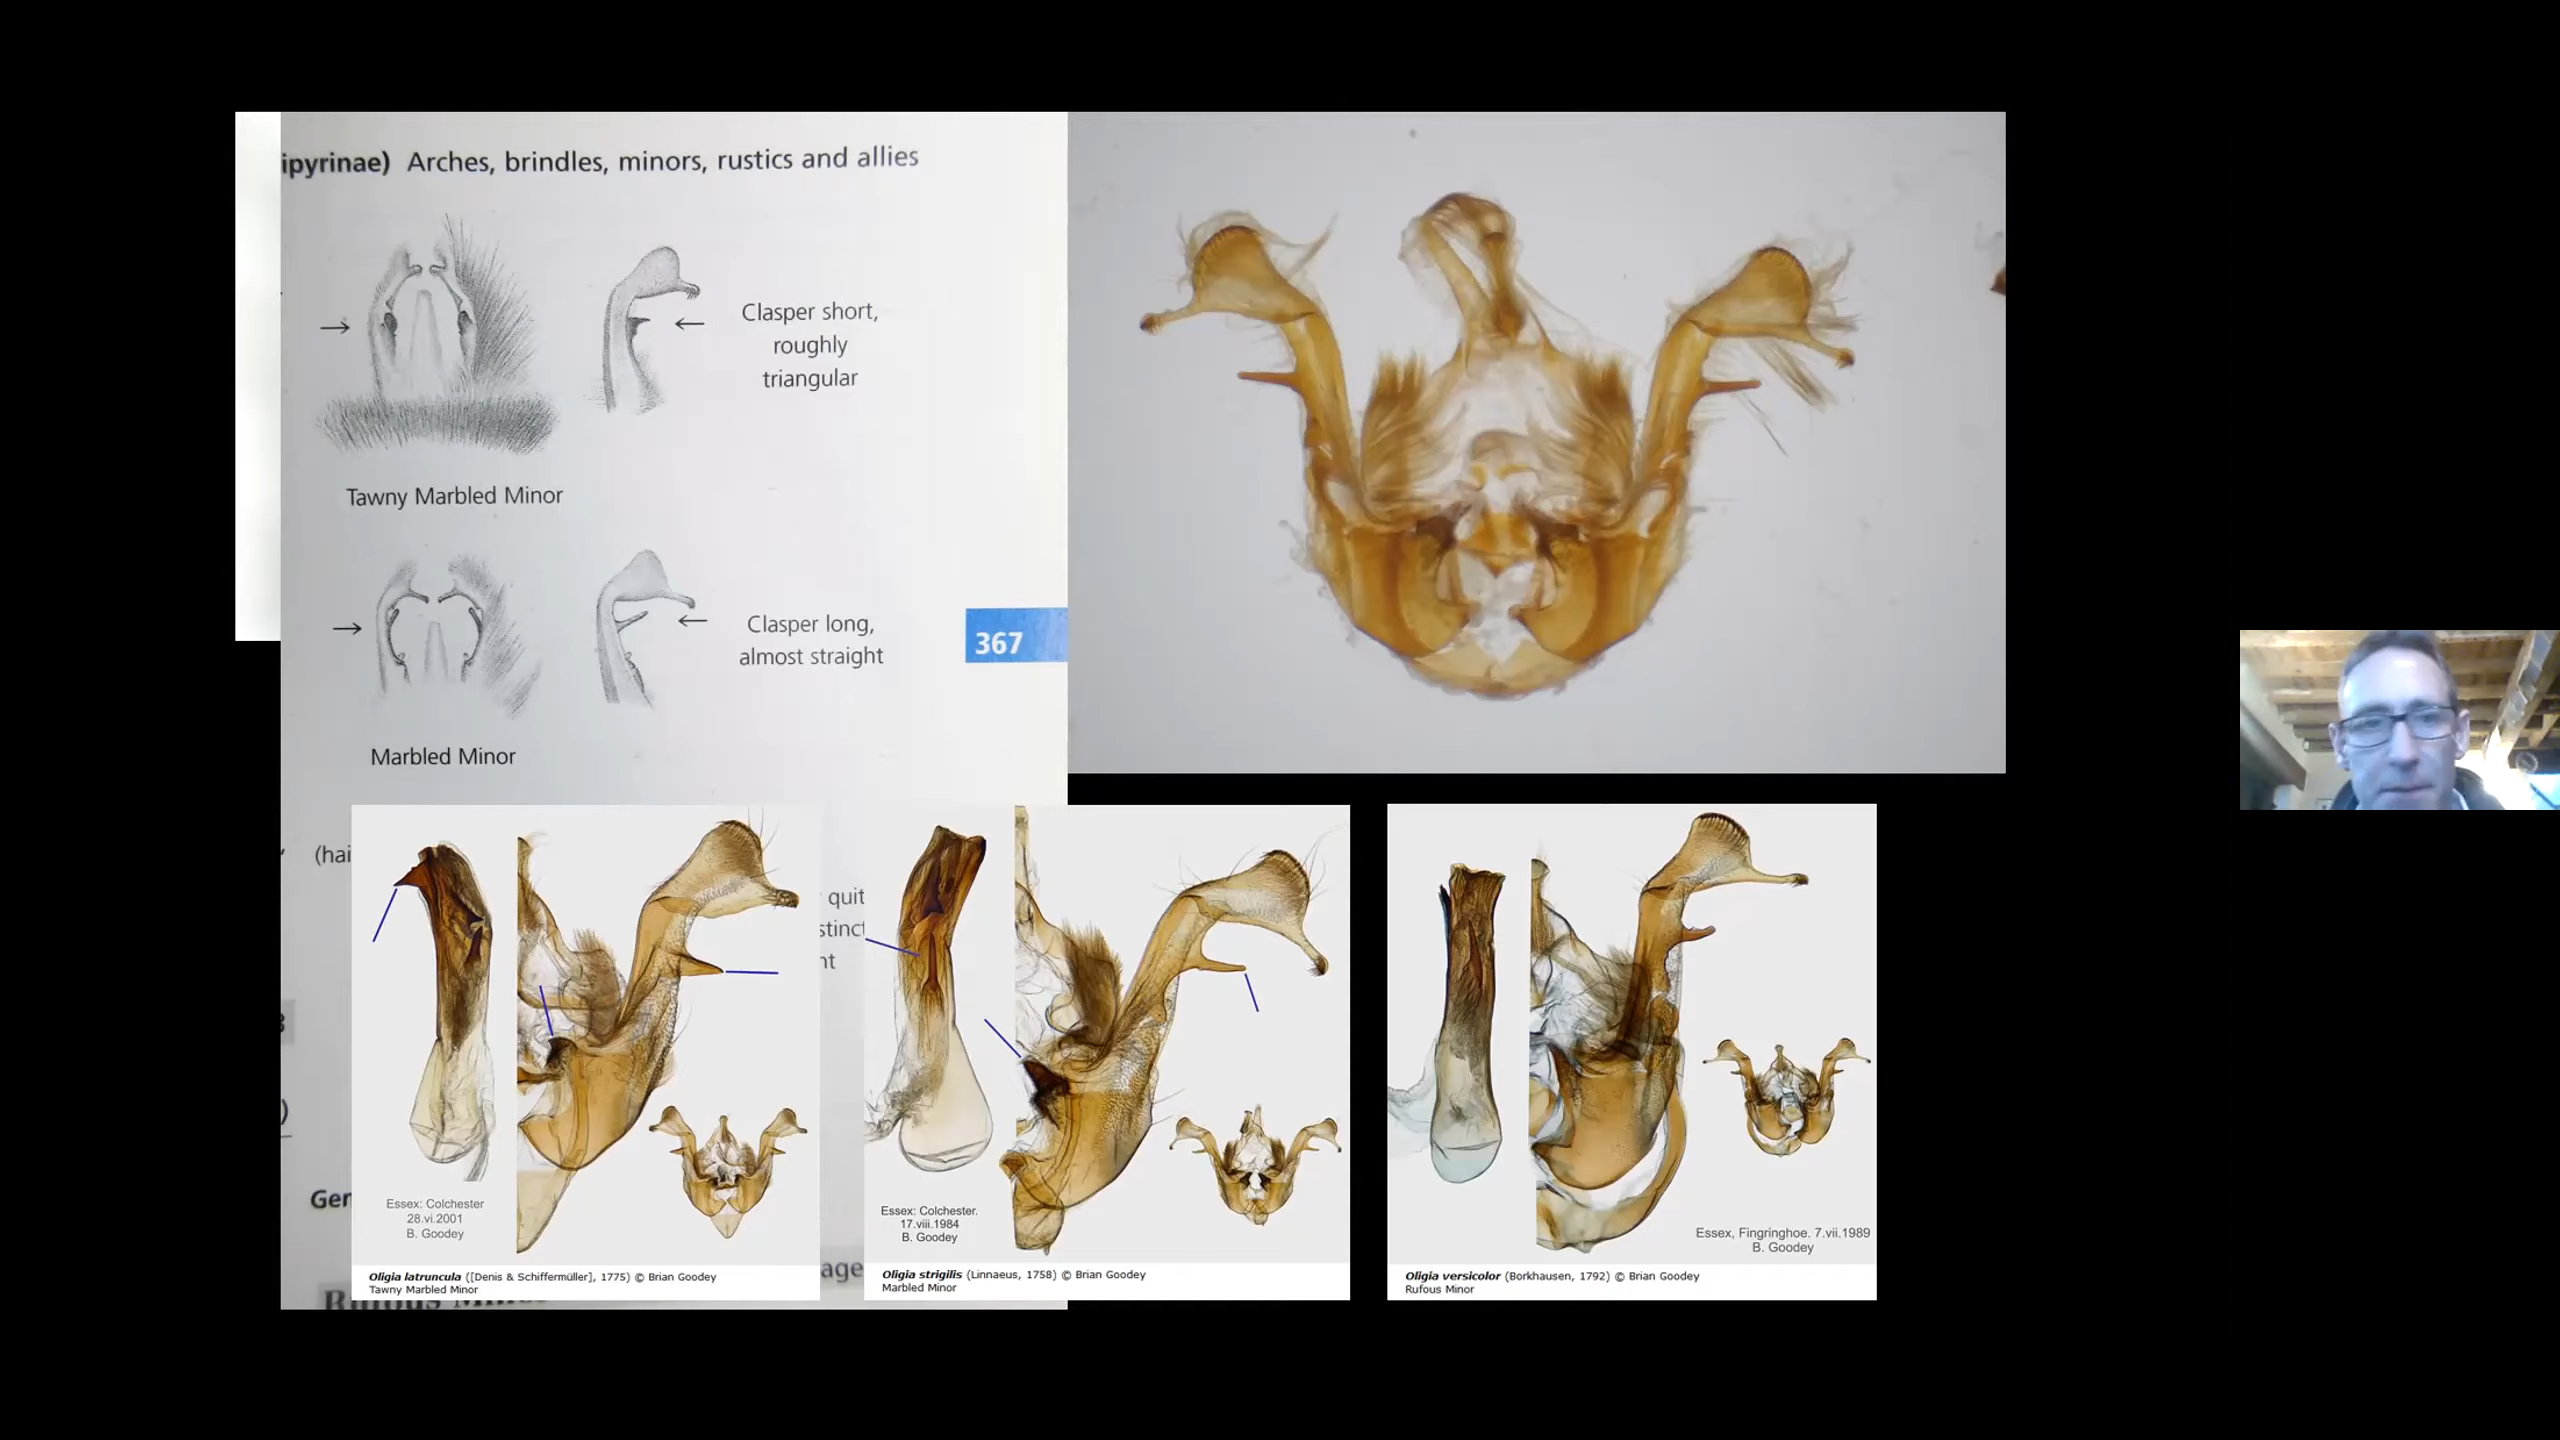 ipyrinae) Arches, brindles, minors, rustics and allies
Clasper short,
roughly
triangular
Tawny Marbled Minor
Clasper long,
almost straight
367
Marbled Minor
(hai
quit
stinct
nt
)
Ger
age
Essex: Colchester
28.vi.2001
B. Goodey
Oligia latruncula ([Denis & Schiffermüller], 1775) © Brian Goodey
Tawny Marbled Minor
Essex: Colchester.
17.viii.1984
B. Goodey
Oligia strigilis (Linnaeus, 1758) © Brian Goodey
Marbled Minor
Essex, Fingringhoe. 7.vii.1989
B. Goodey
Oligia versicolor (Borkhausen, 1792) © Brian Goodey
Rufous Minor